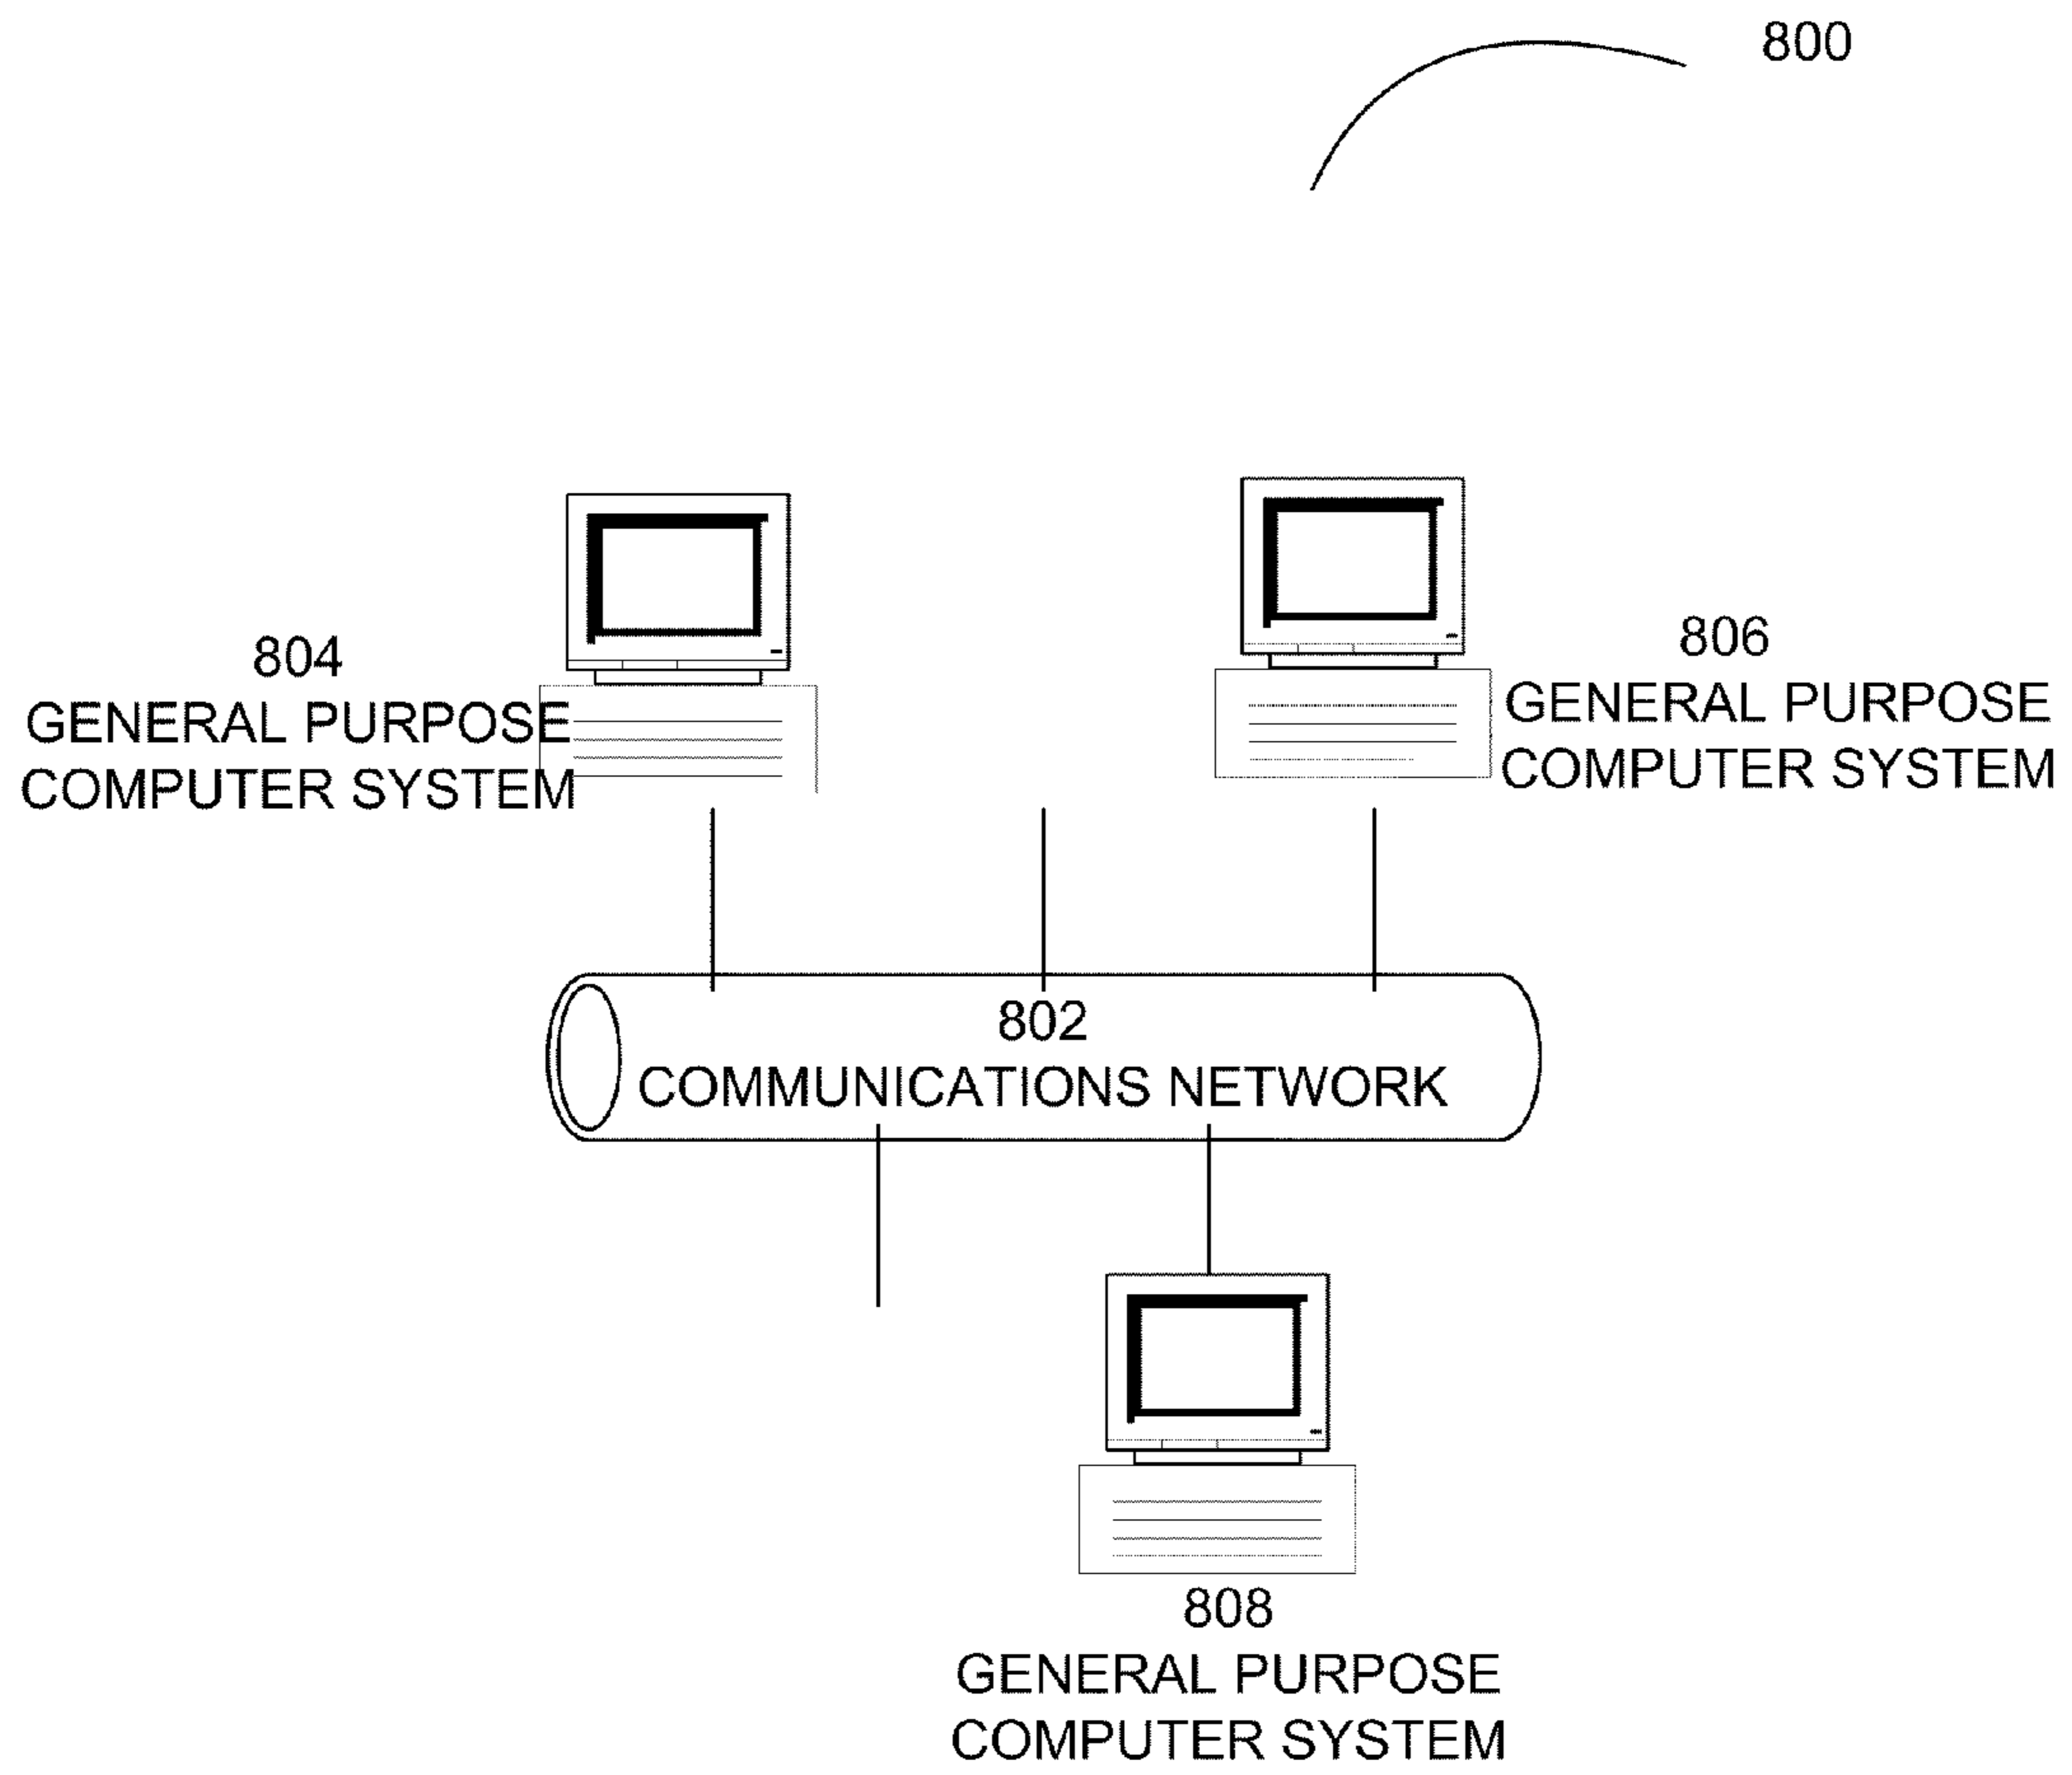 800
804
GENERAL PURPOSE
COMPUTER SYSTEM
806
GENERAL PURPOSE
COMPUTER SYSTEM
802
COMMUNICATIONS NETWORK
808
GENERAL PURPOSE
COMPUTER SYSTEM